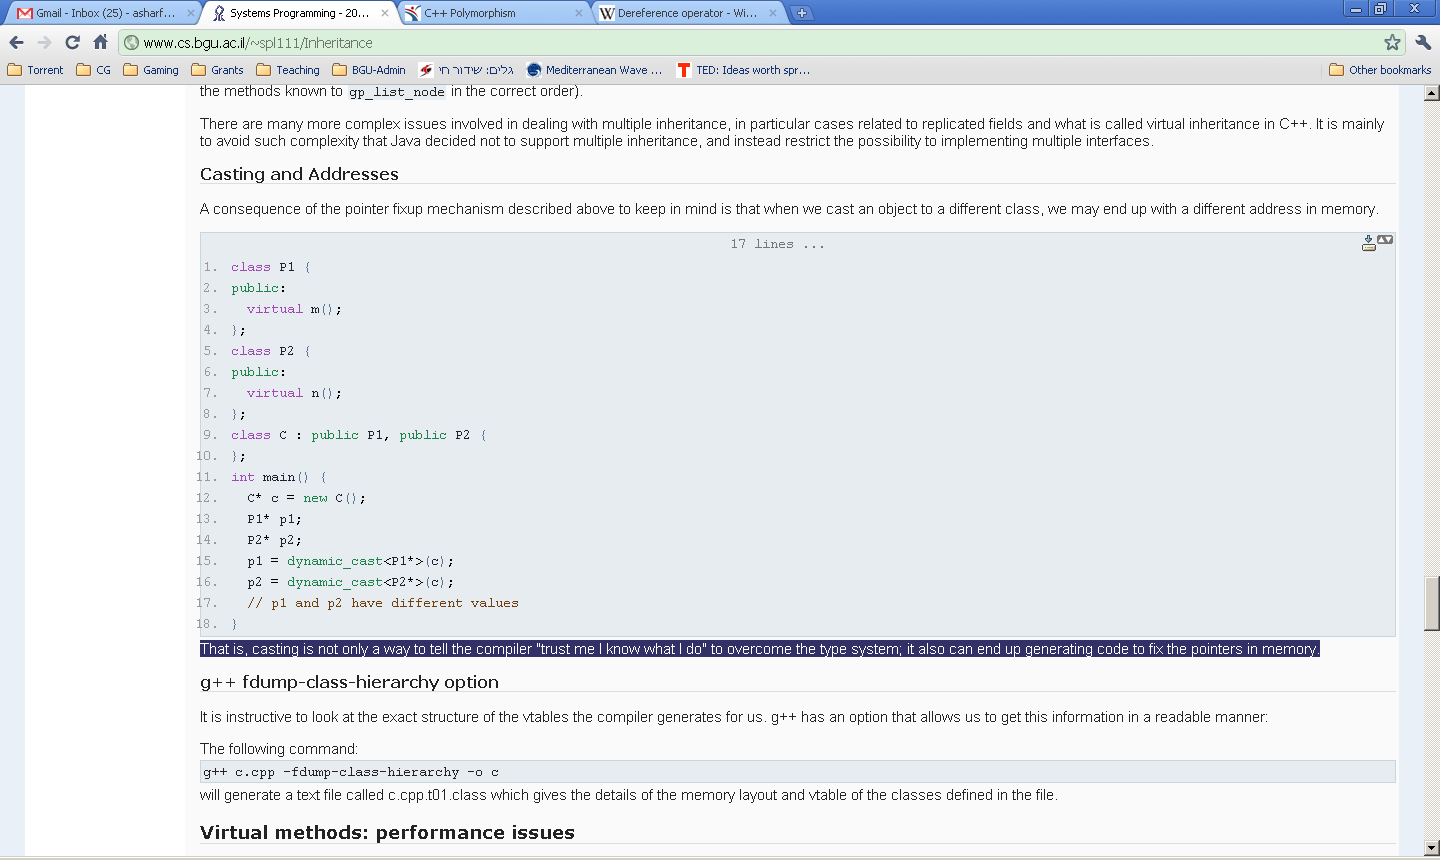 Gmail - Inbox (25) - asharf...
Systems Programming - 20...
C++ Polymorphism
Dereference operator - Wi...
www.cs.bgu.ac.il/~spl111/Inheritance
Torrent CG Gaming Grants Teaching BGU-Admin גלים: שידור חי Mediterranean Wave ... TED: Ideas worth spr... Other bookmarks
the methods known to gp_list_node in the correct order).
There are many more complex issues involved in dealing with multiple inheritance, in particular cases related to replicated fields and what is called virtual inheritance in C++. It is mainly
to avoid such complexity that Java decided not to support multiple inheritance, and instead restrict the possibility to implementing multiple interfaces.
Casting and Addresses
A consequence of the pointer fixup mechanism described above to keep in mind is that when we cast an object to a different class, we may end up with a different address in memory.
17 lines ...
1. class P1 {
2. public:
3. virtual m();
4. };
5. class P2 {
6. public:
7. virtual n();
8. };
9. class C : public P1, public P2 {
10. };
11. int main() {
12. C* c = new C();
13. P1* p1;
14. P2* p2;
15. p1 = dynamic_cast<P1*>(c);
16. p2 = dynamic_cast<P2*>(c);
17. // p1 and p2 have different values
18. }
That is, casting is not only a way to tell the compiler "trust me I know what I do" to overcome the type system; it also can end up generating code to fix the pointers in memory.
g++ fdump-class-hierarchy option
It is instructive to look at the exact structure of the vtables the compiler generates for us. g++ has an option that allows us to get this information in a readable manner:
The following command:
g++ c.cpp -fdump-class-hierarchy -o c
will generate a text file called c.cpp.t01.class which gives the details of the memory layout and vtable of the classes defined in the file.
Virtual methods: performance issues